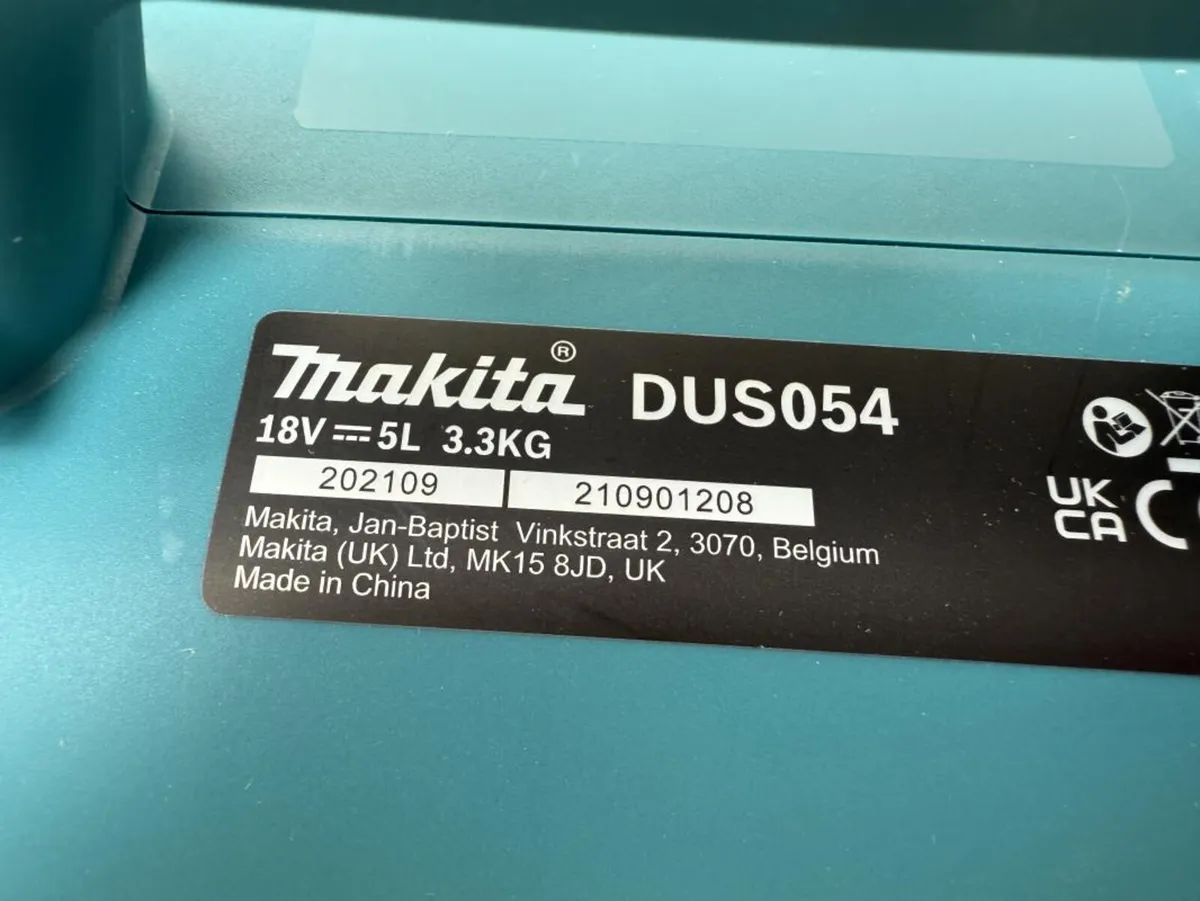 makita® DUS054
18V ⎓ 5L 3.3KG
202109 210901208
Makita, Jan-Baptist Vinkstraat 2, 3070, Belgium
Makita (UK) Ltd, MK15 8JD, UK
Made in China
UK
CA